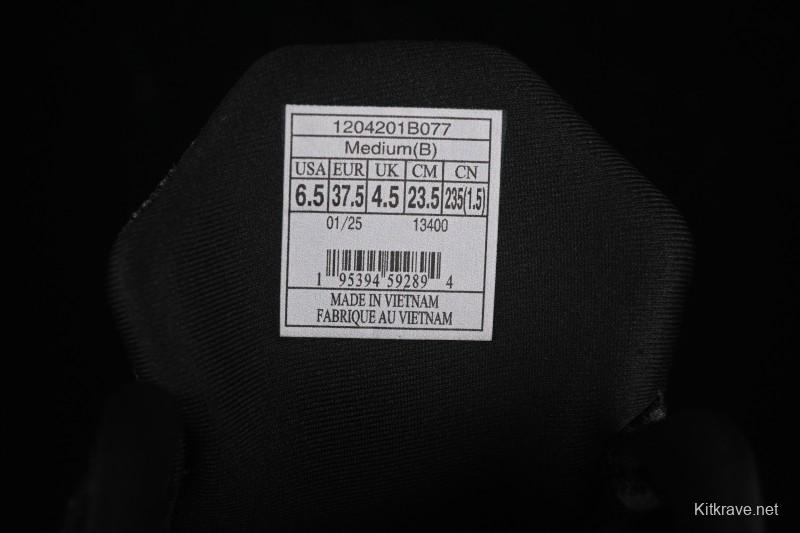 1204201B077
Medium(B)
USA EUR UK CM CN
6.5 37.5 4.5 23.5 235(1.5)
01/25 13400
1 95394 59289 4
MADE IN VIETNAM
FABRIQUE AU VIETNAM
Kitkrave.net